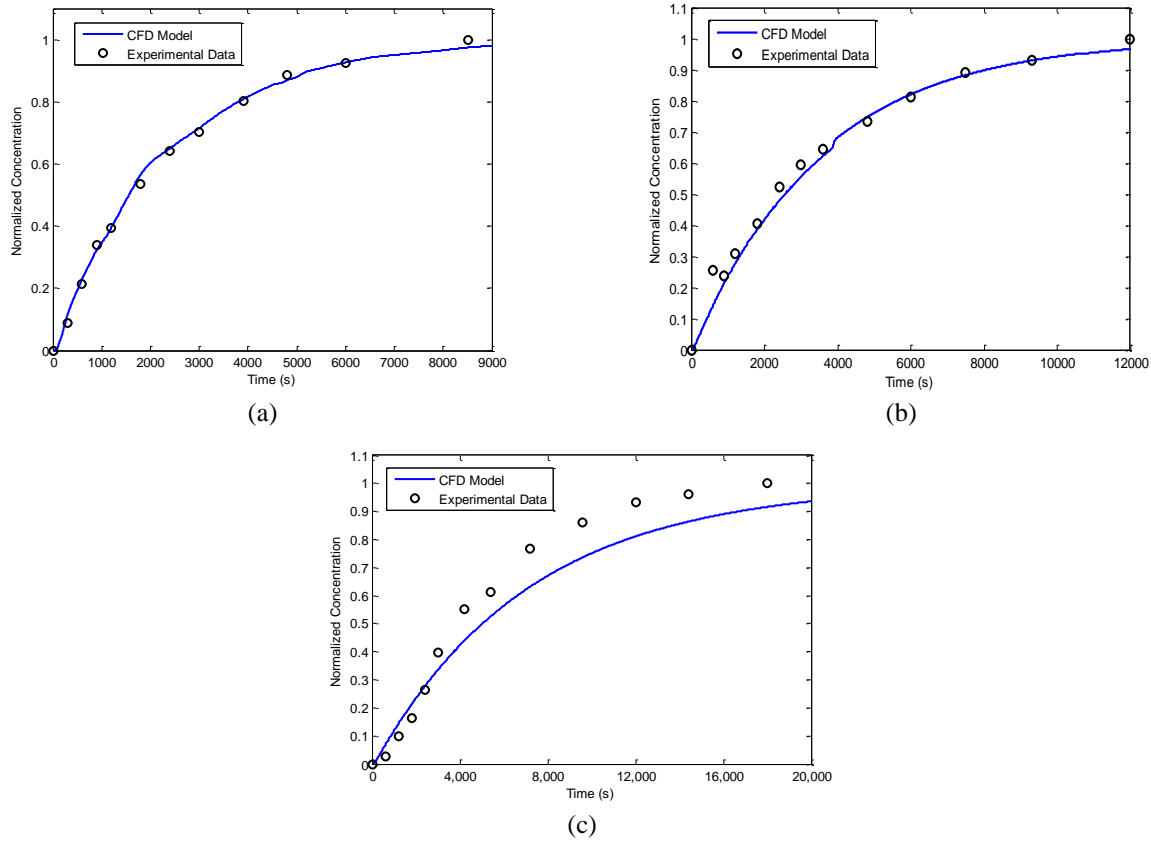 CFD Model
Experimental Data
1
0.8
0.6
0.4
0.2
0
Normalized Concentration
0 1000 2000 3000 4000 5000 6000 7000 8000 9000
Time (s)
(a)
1.1
1
0.9
0.8
0.7
0.6
0.5
0.4
0.3
0.2
0.1
0
CFD Model
Experimental Data
Normalized Concentration
0 2000 4000 6000 8000 10000 12000
Time (s)
(b)
1.1
1
0.9
0.8
0.7
0.6
0.5
0.4
0.3
0.2
0.1
0
CFD Model
Experimental Data
Normalized Concentration
0 4,000 8,000 12,000 16,000 20,000
Time (s)
(c)